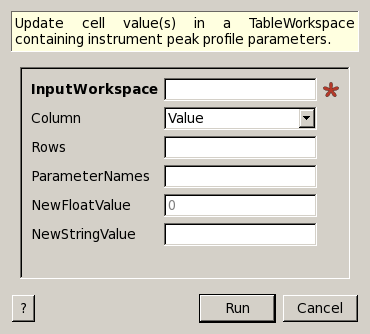 Update cell value(s) in a TableWorkspace
containing instrument peak profile parameters.
InputWorkspace *
Column Value
Rows
ParameterNames
NewFloatValue 0
NewStringValue
? Run Cancel